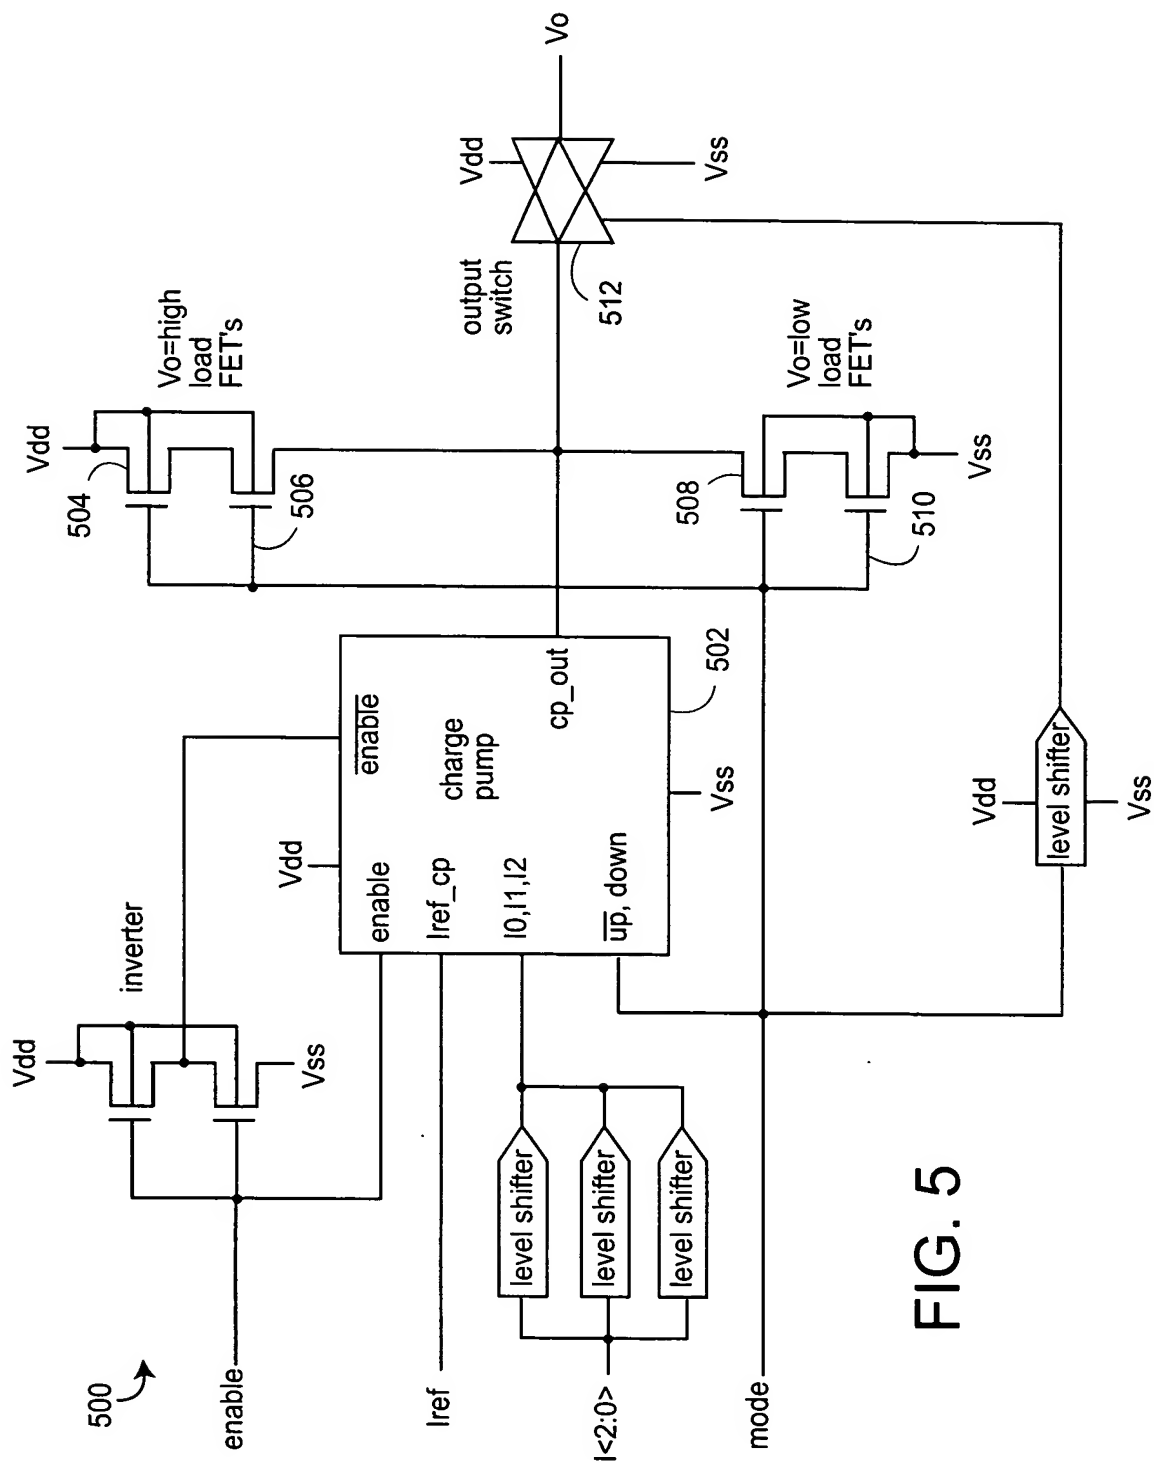 500
enable
Iref
I<2:0>
mode
Vdd
inverter
Vss
level shifter
level shifter
level shifter
Vdd
enable
enable
Iref_cp
charge
pump
I0,I1,I2
cp_out
up, down
Vss
502
Vdd
504
506
Vo=high
load
FET's
508
510
Vo=low
load
FET's
Vss
output
switch
512
Vdd
Vss
Vo
Vdd
level shifter
Vss
FIG. 5